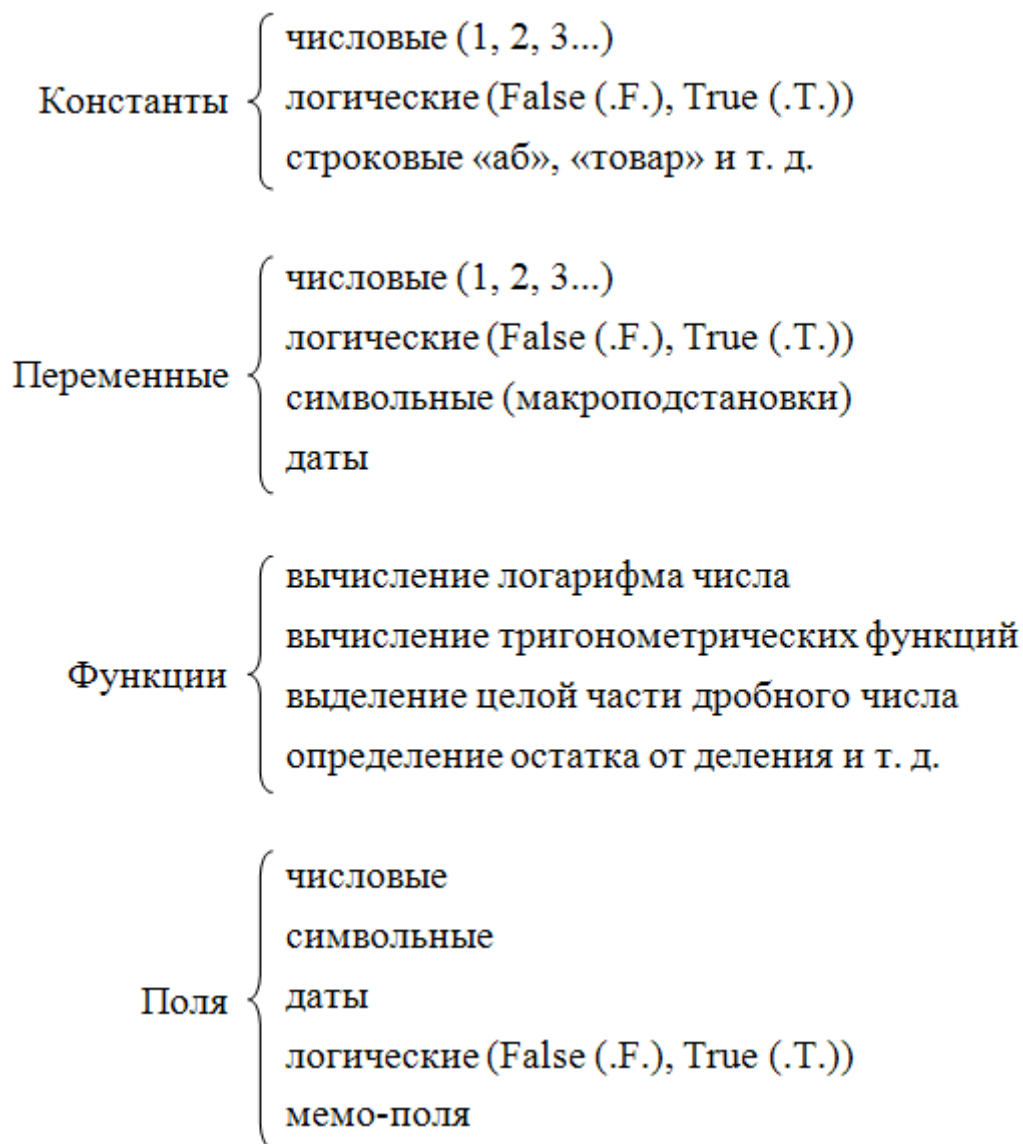 числовые (1, 2, 3...)
Константы
логические (False (.F.), True (.T.))
строковые «аб», «товар» и т. д.
числовые (1, 2, 3...)
логические (False (.F.), True (.T.))
Переменные
символьные (макроподстановки)
даты
вычисление логарифма числа
вычисление тригонометрических функций
Функции
выделение целой части дробного числа
определение остатка от деления и т. д.
числовые
символьные
Поля
даты
логические (False (.F.), True (.T.))
мемо-поля